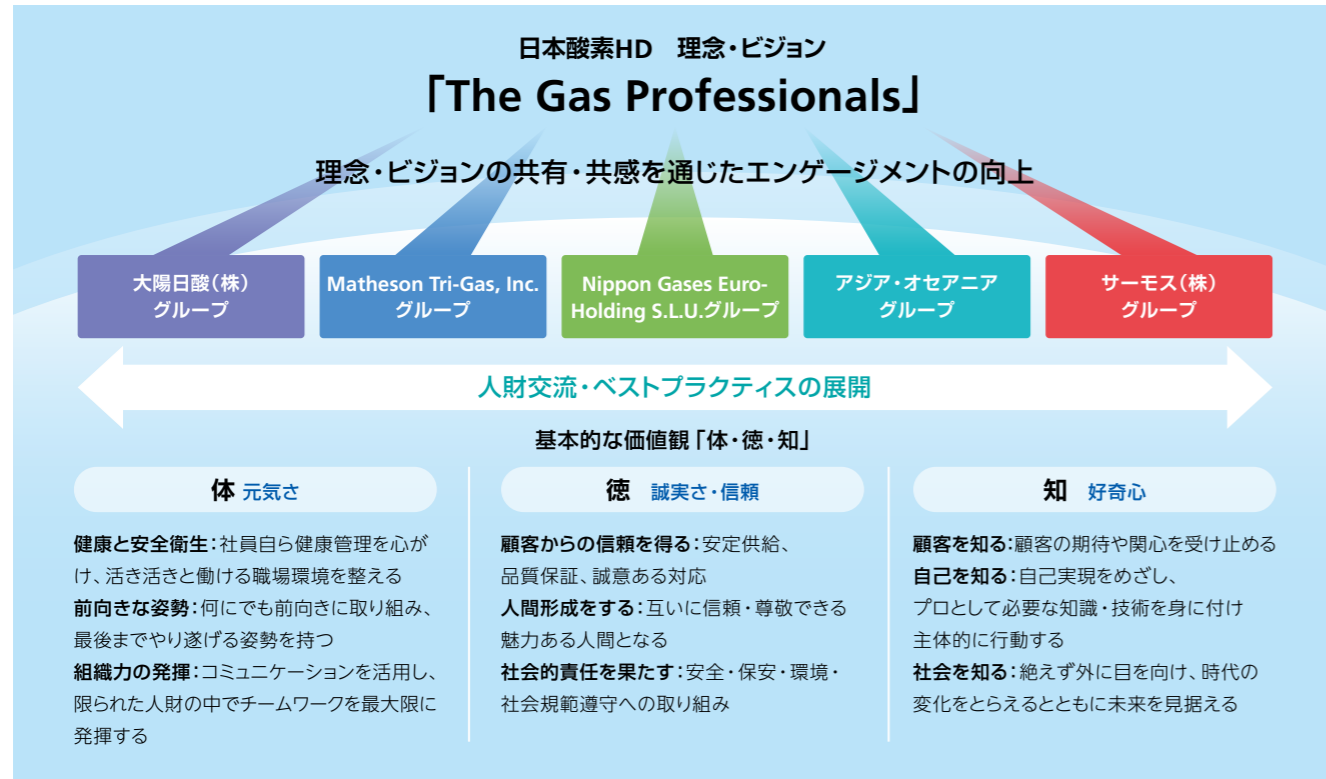 日本酸素HD　理念・ビジョン
「The Gas Professionals」
理念・ビジョンの共有・共感を通じたエンゲージメントの向上
大陽日酸（株）
グループ
Matheson Tri-Gas, Inc.
グループ
Nippon Gases Euro-
Holding S.L.U.グループ
アジア・オセアニア
グループ
サーモス（株）
グループ
人財交流・ベストプラクティスの展開
基本的な価値観「体・徳・知」
体 元気さ
健康と安全衛生：社員自ら健康管理を心が
け、活き活きと働ける職場環境を整える
前向きな姿勢：何にでも前向きに取り組み、
最後までやり遂げる姿勢を持つ
組織力の発揮：コミュニケーションを活用し、
限られた人財の中でチームワークを最大限に
発揮する
徳　誠実さ・信頼
顧客からの信頼を得る：安定供給、
品質保証、誠意ある対応
人間形成をする：互いに信頼・尊敬できる
魅力ある人間となる
社会的責任を果たす：安全・保安・環境・
社会規範遵守への取り組み
知　好奇心
顧客を知る：顧客の期待や関心を受け止める
自己を知る：自己実現をめざし、
プロとして必要な知識・技術を身に付け
主体的に行動する
社会を知る：絶えず外に目を向け、時代の
変化をとらえるとともに未来を見据える